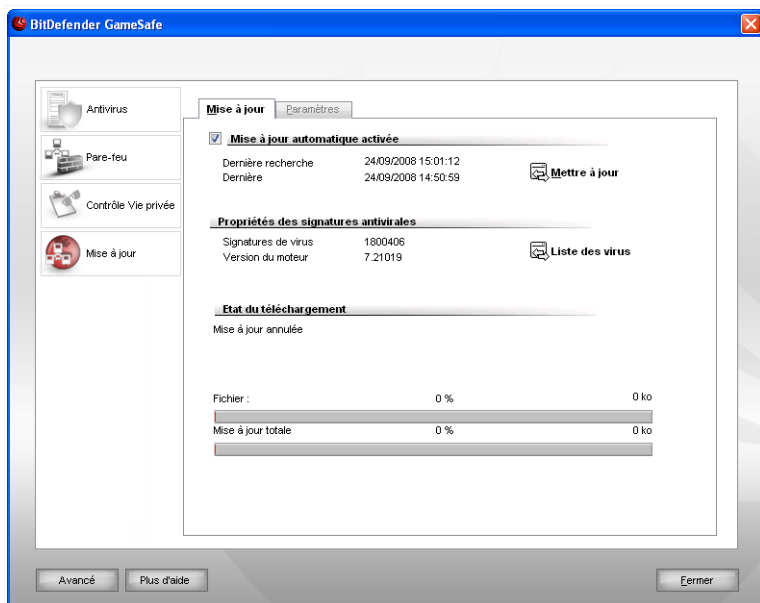 BitDefender GameSafe
Antivirus
Pare-feu
Contrôle Vie privée
Mise à jour
Mise à jour
Paramètres
Mise à jour automatique activée
Dernière recherche 24/09/2008 15:01:12
Dernière 24/09/2008 14:50:59
Mettre à jour
Propriétés des signatures antivirales
Signatures de virus 1800406
Version du moteur 7.21019
Liste des virus
Etat du téléchargement
Mise à jour annulée
Fichier : 0 % 0 ko
Mise à jour totale 0 % 0 ko
Avancé
Plus d'aide
Fermer